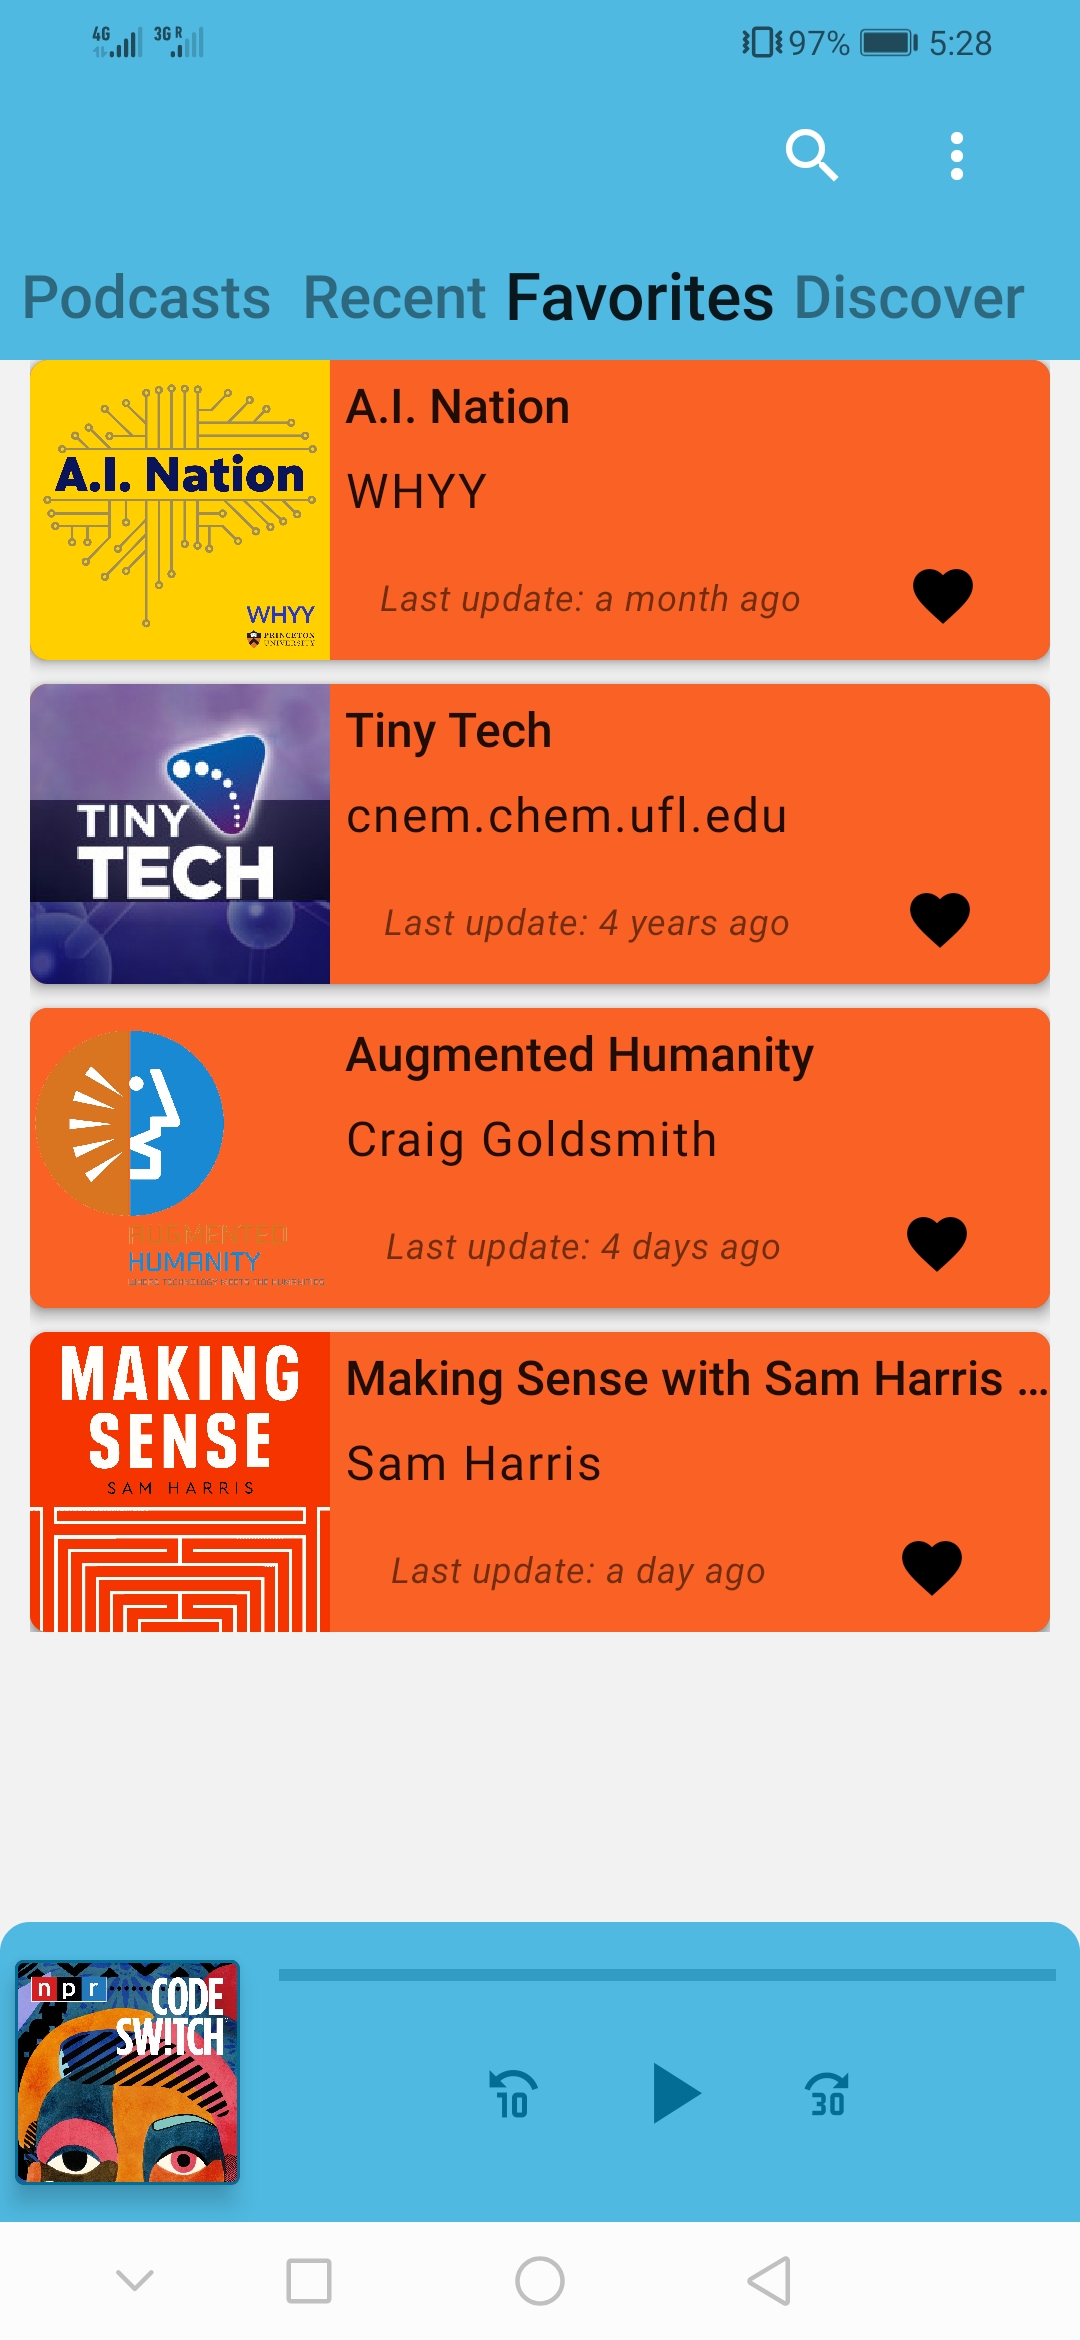 4G 3G R 97% 5:28
Podcasts Recent Favorites Discover
A.I. Nation
WHYY
PRINCETON
UNIVERSITY
A.I. Nation
WHYY
Last update: a month ago
TINY
TECH
Tiny Tech
cnem.chem.ufl.edu
Last update: 4 years ago
AUGMENTED
HUMANITY
Augmented Humanity
Craig Goldsmith
Last update: 4 days ago
MAKING
SENSE
SAM HARRIS
Making Sense with Sam Harris ...
Sam Harris
Last update: a day ago
npr
CODE
SW!TCH
10 30